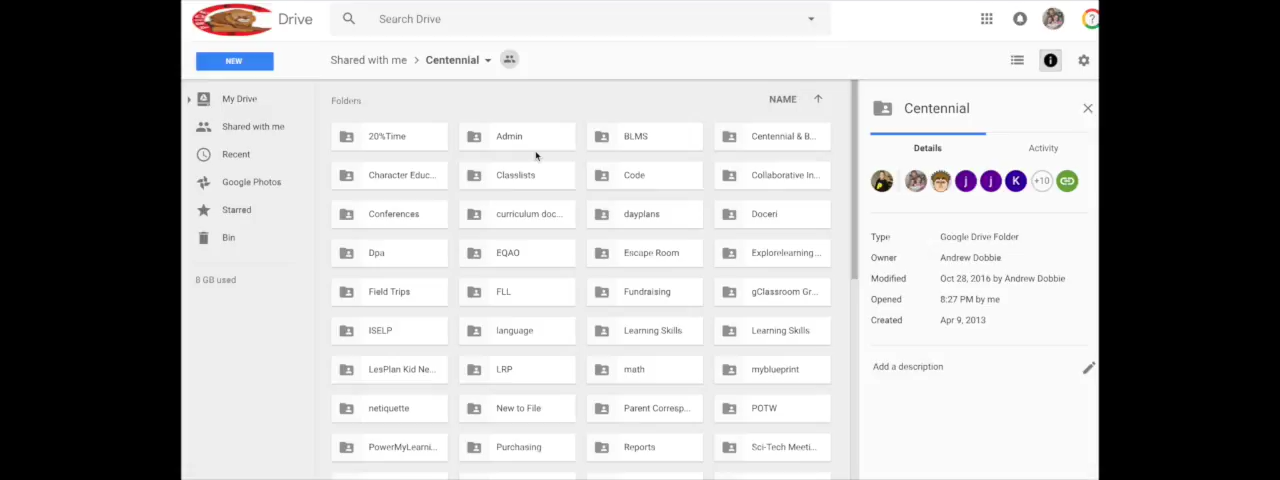 Drive
Search Drive
?
NEW
Shared with me > Centennial
i
My Drive
Shared with me
Recent
Google Photos
Starred
Bin
8 GB used
Folders
NAME
20%Time
Admin
BLMS
Centennial & B...
Character Educ...
Classlists
Code
Collaborative In...
Conferences
curriculum doc...
dayplans
Doceri
Dpa
EQAO
Escape Room
Explorelearning ...
Field Trips
FLL
Fundraising
gClassroom Gr...
ISELP
language
Learning Skills
Learning Skills
LesPlan Kid Ne...
LRP
math
myblueprint
netiquette
New to File
Parent Corresp...
POTW
PowerMyLearni...
Purchasing
Reports
Sci-Tech Meeti...
Centennial
Details
Activity
j
j
K
+10
Type Google Drive Folder
Owner Andrew Dobbie
Modified Oct 28, 2016 by Andrew Dobbie
Opened 8:27 PM by me
Created Apr 9, 2013
Add a description